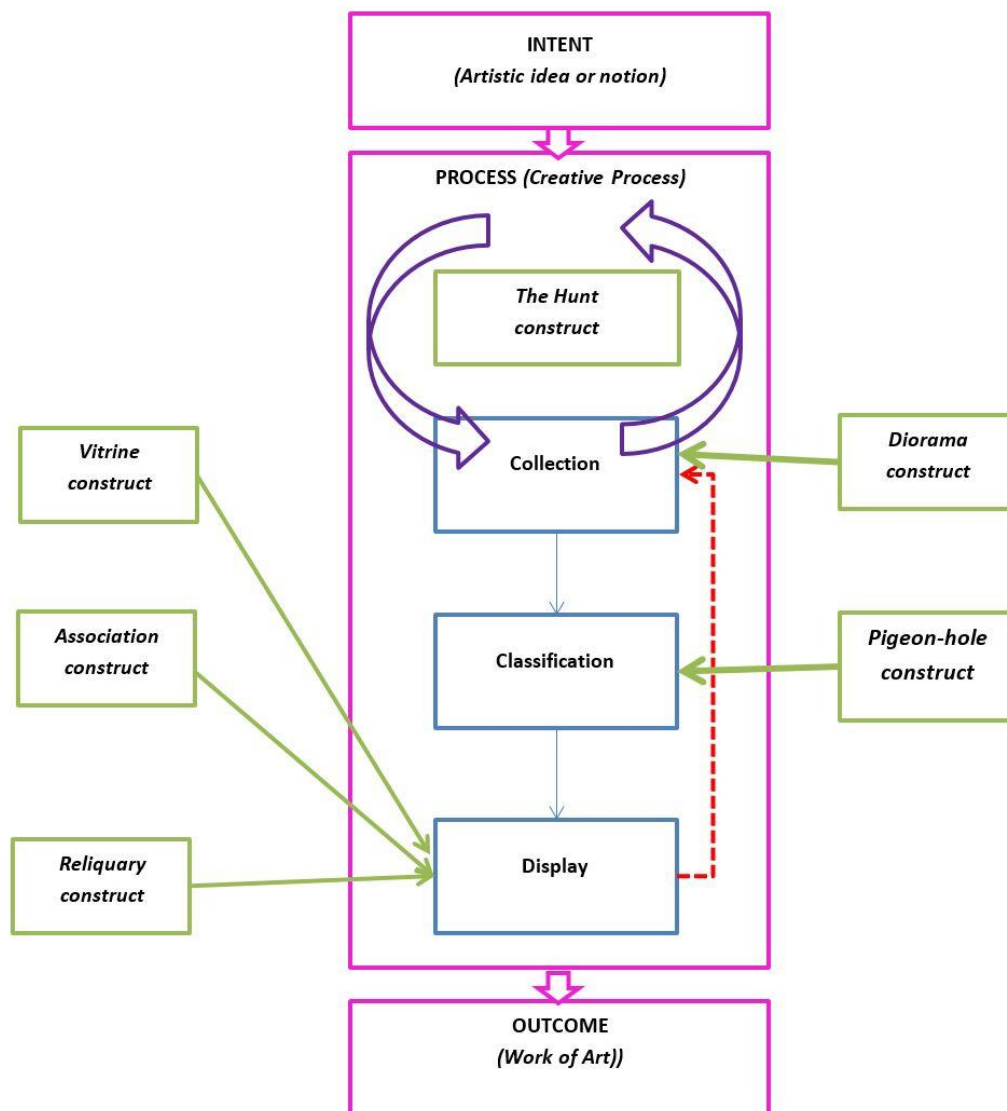 INTENT
(Artistic idea or notion)
PROCESS (Creative Process)
The Hunt
construct
Collection
Vitrine
construct
Diorama
construct
Association
construct
Classification
Pigeon-hole
construct
Reliquary
construct
Display
OUTCOME
(Work of Art))